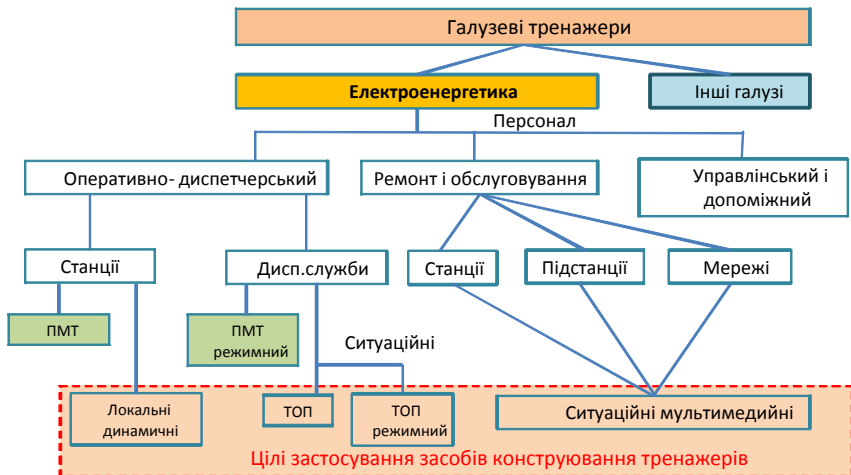 Галузеві тренажери
Електроенергетика
Інші галузі
Персонал
Оперативно- диспетчерський
Ремонт і обслуговування
Управлінський і
допоміжний
Станції
Дисп.служби
Станції
Підстанції
Мережі
ПМТ
ПМТ
режимний
Ситуаційні
Локальні
динамичні
ТОП
ТОП
режимний
Ситуаційні мультимедийні
Цілі застосування засобів конструювання тренажерів